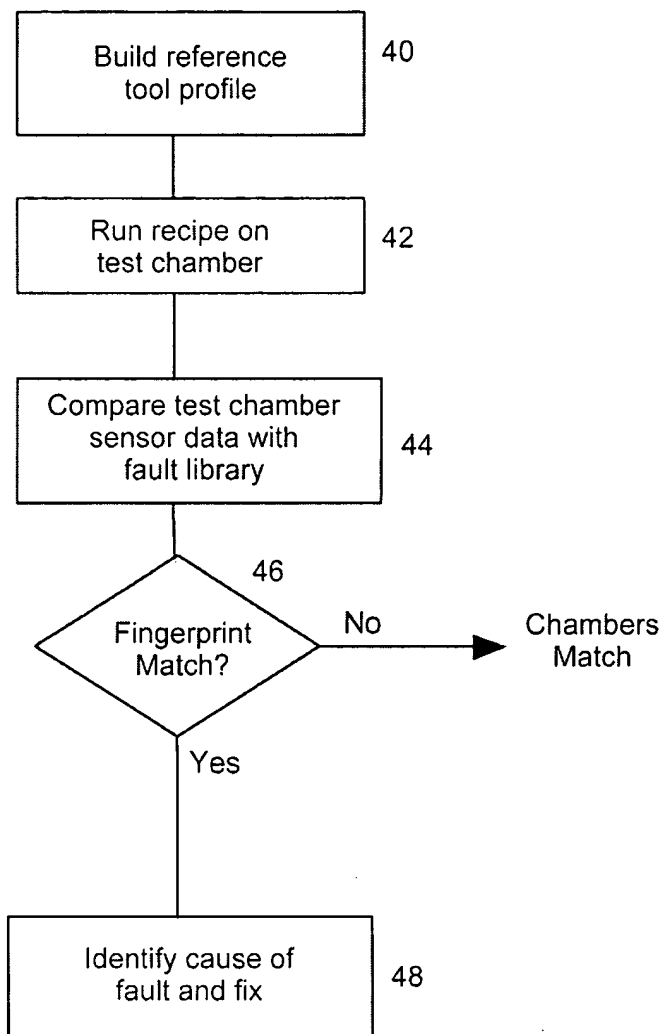 Build reference
tool profile
40
Run recipe on
test chamber
42
Compare test chamber
sensor data with
fault library
44
46
Fingerprint
Match?
No
Chambers
Match
Yes
Identify cause of
fault and fix
48